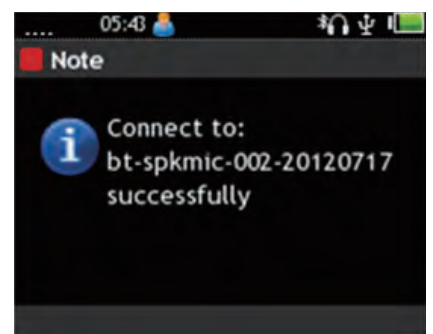 05:43
Note
i
Connect to:
bt-spkmic-002-20120717
successfully